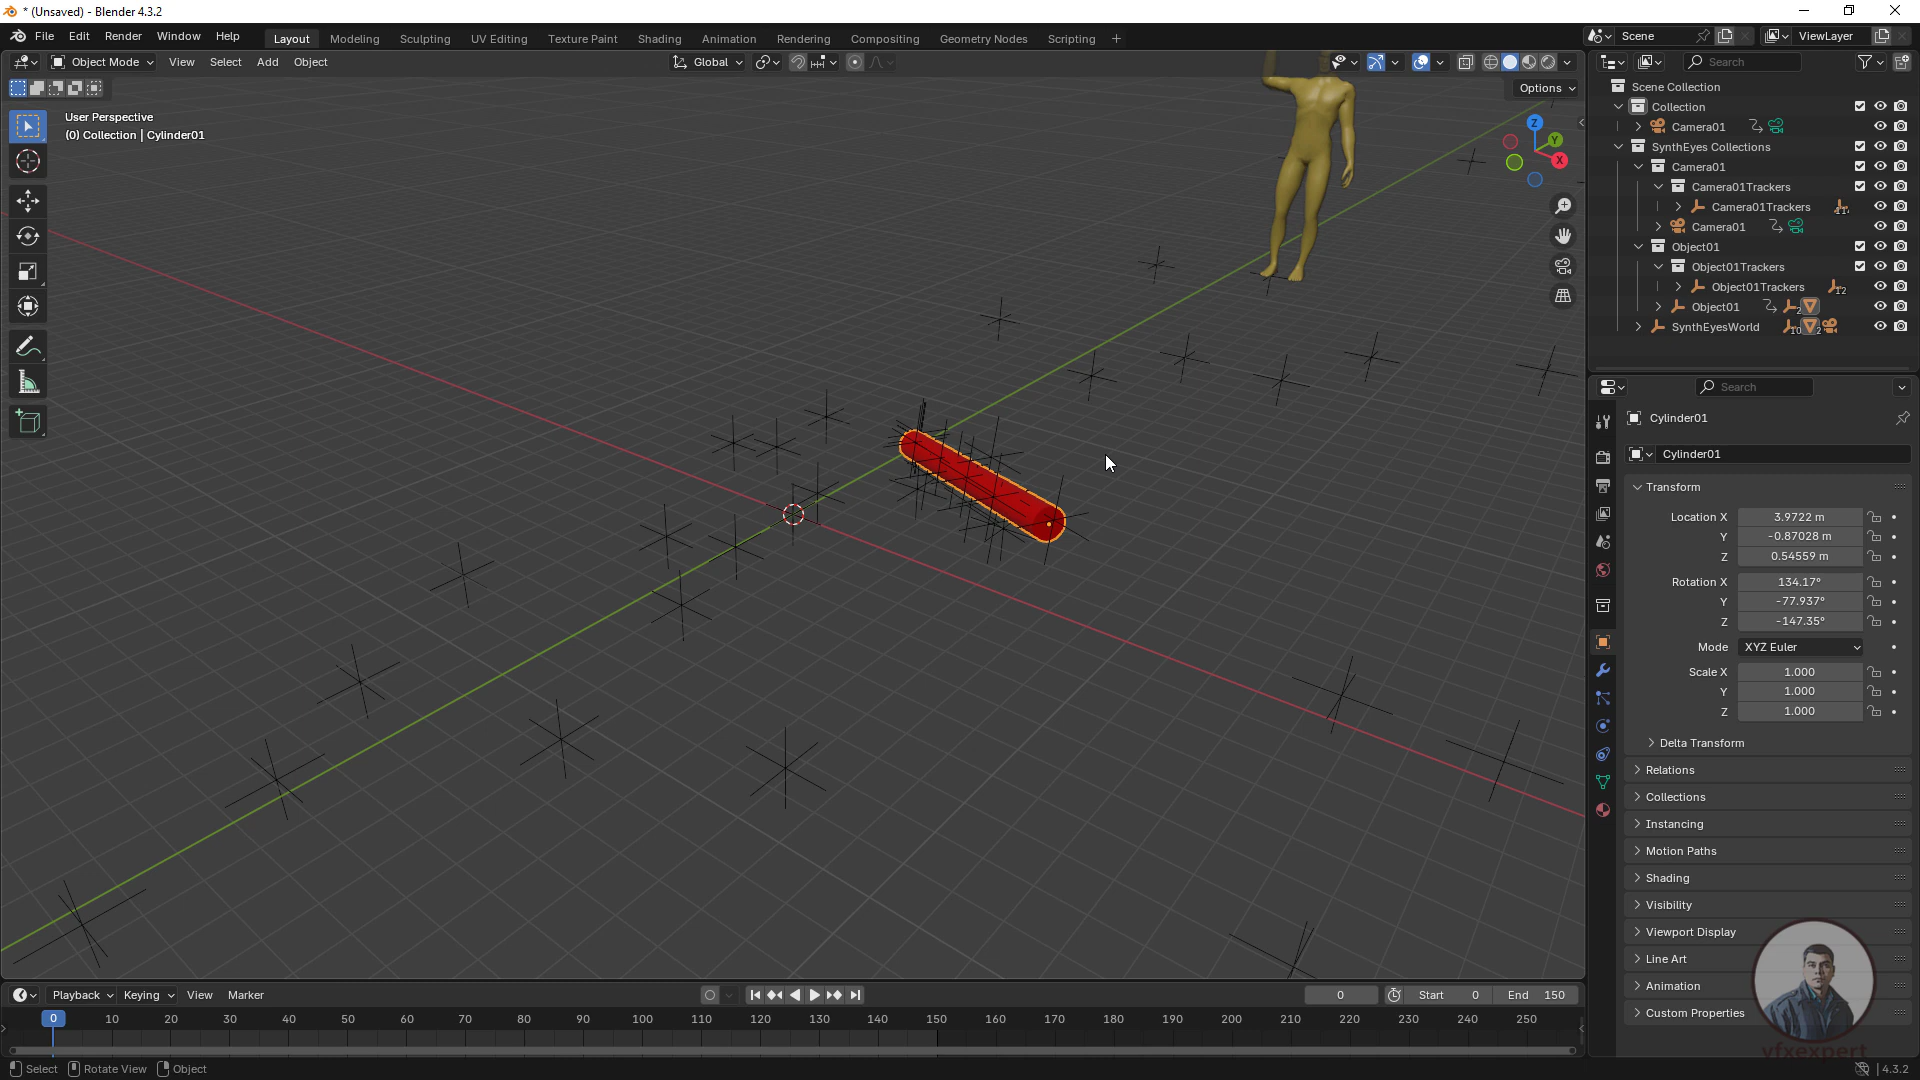 * (Unsaved) - Blender 4.3.2
File Edit Render Window Help
Layout Modeling Sculpting UV Editing Texture Paint Shading Animation Rendering Compositing Geometry Nodes Scripting +
Scene
ViewLayer
Object Mode View Select Add Object
Global
Search
Options
User Perspective
(0) Collection | Cylinder01
Z
Y
X
Scene Collection
Collection
Camera01
SynthEyes Collections
Camera01
Camera01Trackers
Camera01Trackers
Camera01
Object01
Object01Trackers
Object01Trackers 12
Object01
SynthEyesWorld
Search
Cylinder01
Cylinder01
Transform
Location X 3.9722 m
Y -0.87028 m
Z 0.54559 m
Rotation X 134.17°
Y -77.937°
Z -147.35°
Mode XYZ Euler
Scale X 1.000
Y 1.000
Z 1.000
Delta Transform
Relations
Collections
Instancing
Motion Paths
Shading
Visibility
Viewport Display
Line Art
Animation
Custom Properties
vfxexpert
Playback Keying View Marker
0 Start 0 End 150
0 10 20 30 40 50 60 70 80 90 100 110 120 130 140 150 160 170 180 190 200 210 220 230 240 250
Select Rotate View Object
4.3.2